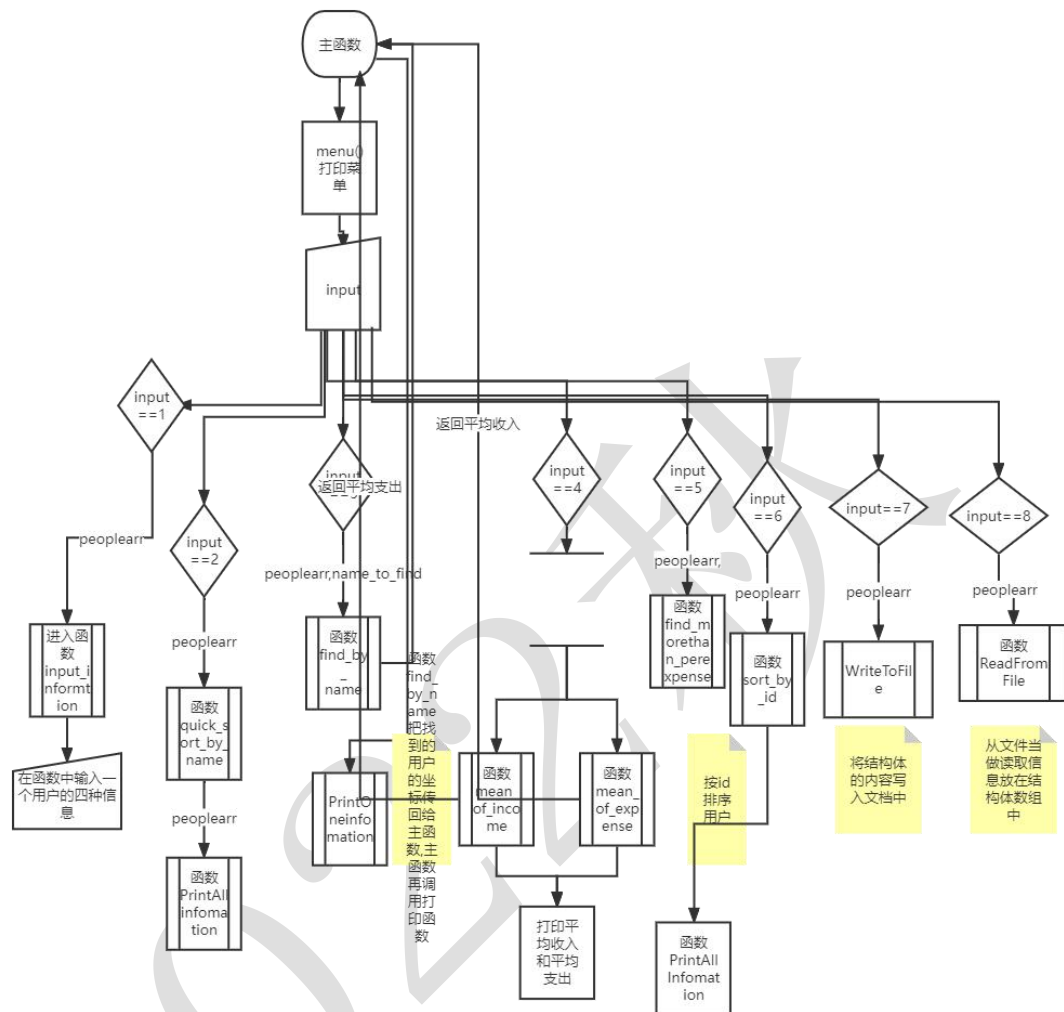 主函数
menu()
打印菜
单
input
input
==1
返回平均收入
input
==4
input
==5
input
==6
input==7
input==8
input
返回平均支出
input
==2
peoplearr
peoplearr,name_to_find
peoplearr,
peoplearr
peoplearr
peoplearr
进入函
数
input_i
nformt
ion
peoplearr
函数
find_by
_
name
函数
find_m
orethan_pere
xpense
函数
sort_by
_id
WriteToFil
e
函数
ReadFrom
File
函数
quick_s
ort_by_
name
函数
find
_by_n
ame
把找
到的
用户
的坐
标传
回给
主函
数,主
函数
再调
用打
印函
数
在函数中输入一
个用户的四种信
息
PrintO
neinfo
mation
函数
mean_
of_inco
me
函数
mean_
of_exp
ense
按id
排序
用户
将结构体
的内容写
入文档中
从文件当
做读取信
息放在结
构体数组
中
peoplearr
函数
PrintAll
infoma
tion
打印平
均收入
和平均
支出
函数
PrintAll
Infomat
ion